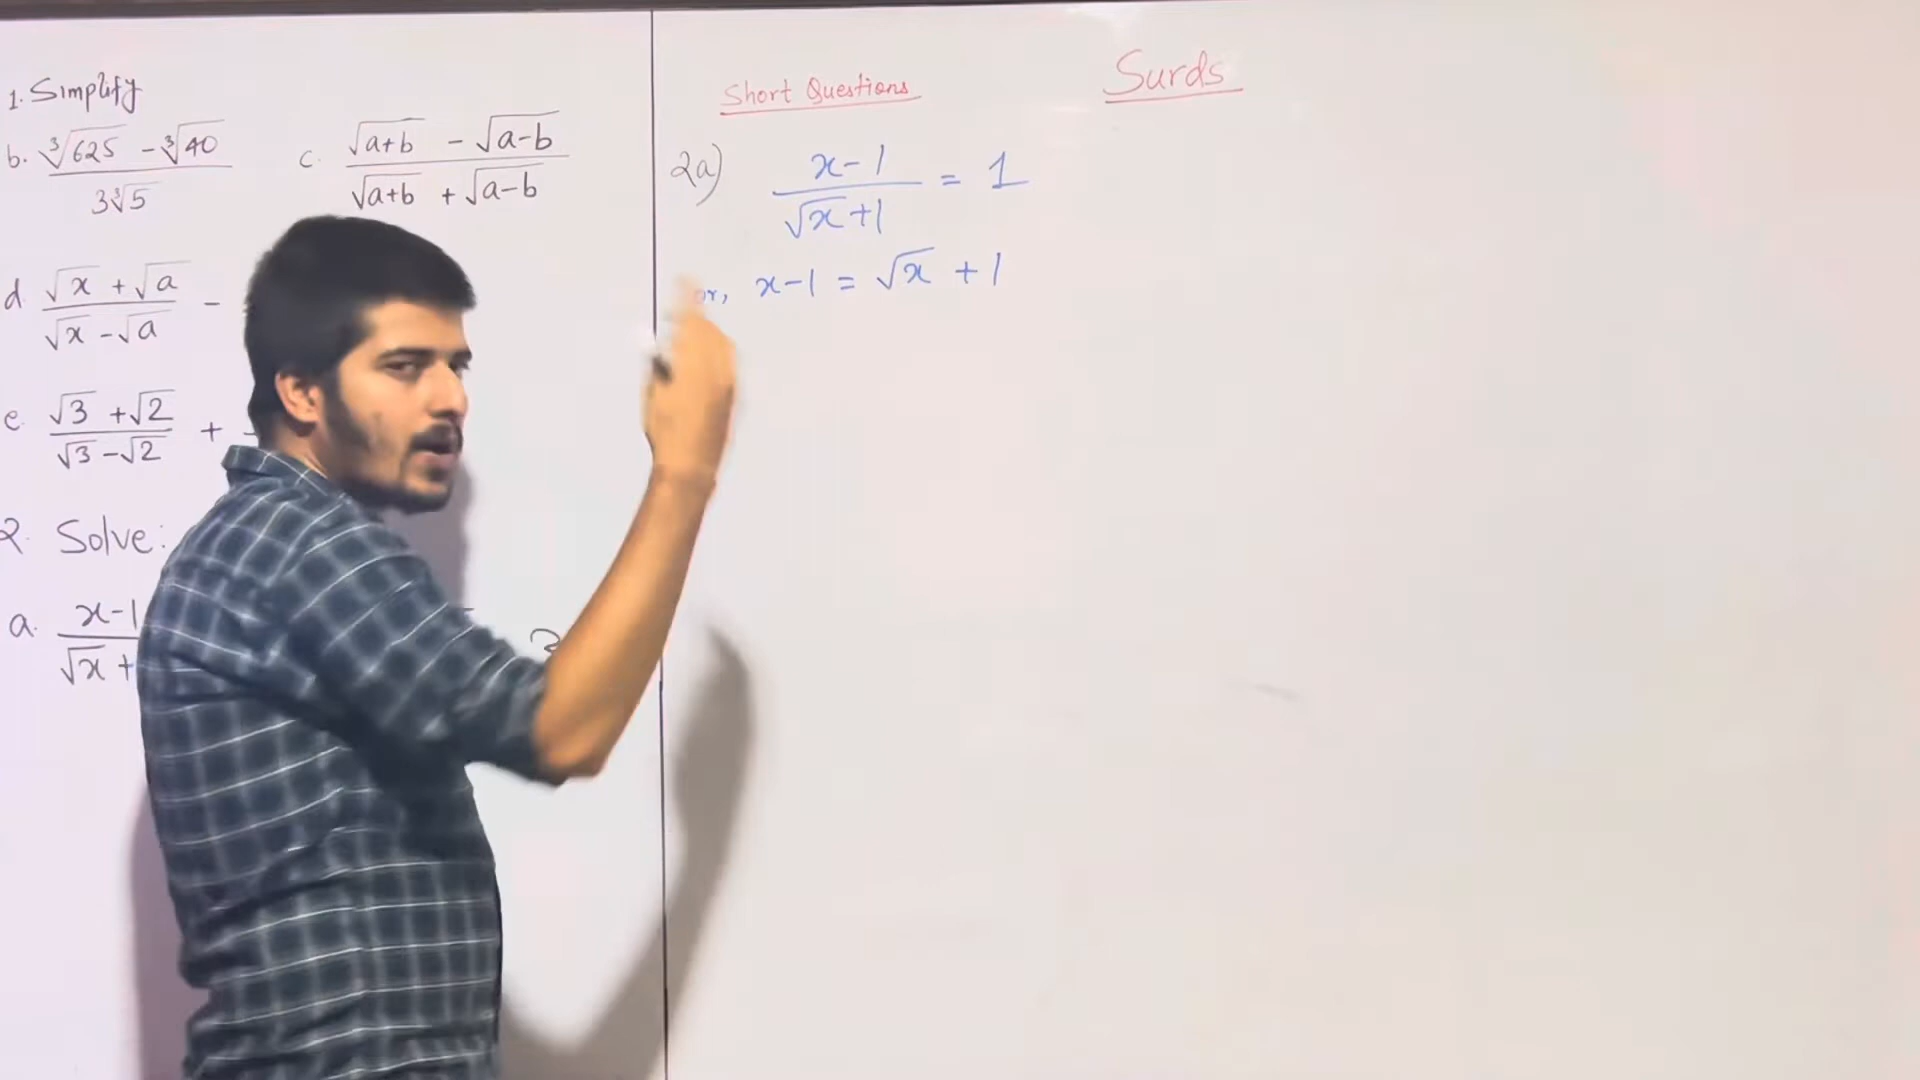 1. Simplify
b. (∛625 - ∛40) / 3∛5
c. (√(a+b) - √(a-b)) / (√(a+b) + √(a-b))
d. (√x + √a) / (√x - √a) -
e. (√3 + √2) / (√3 - √2) +
2. Solve:
a. x-1 / √x +
Short Questions
Surds
2a) (x-1) / (√x+1) = 1
or, x-1 = √x + 1